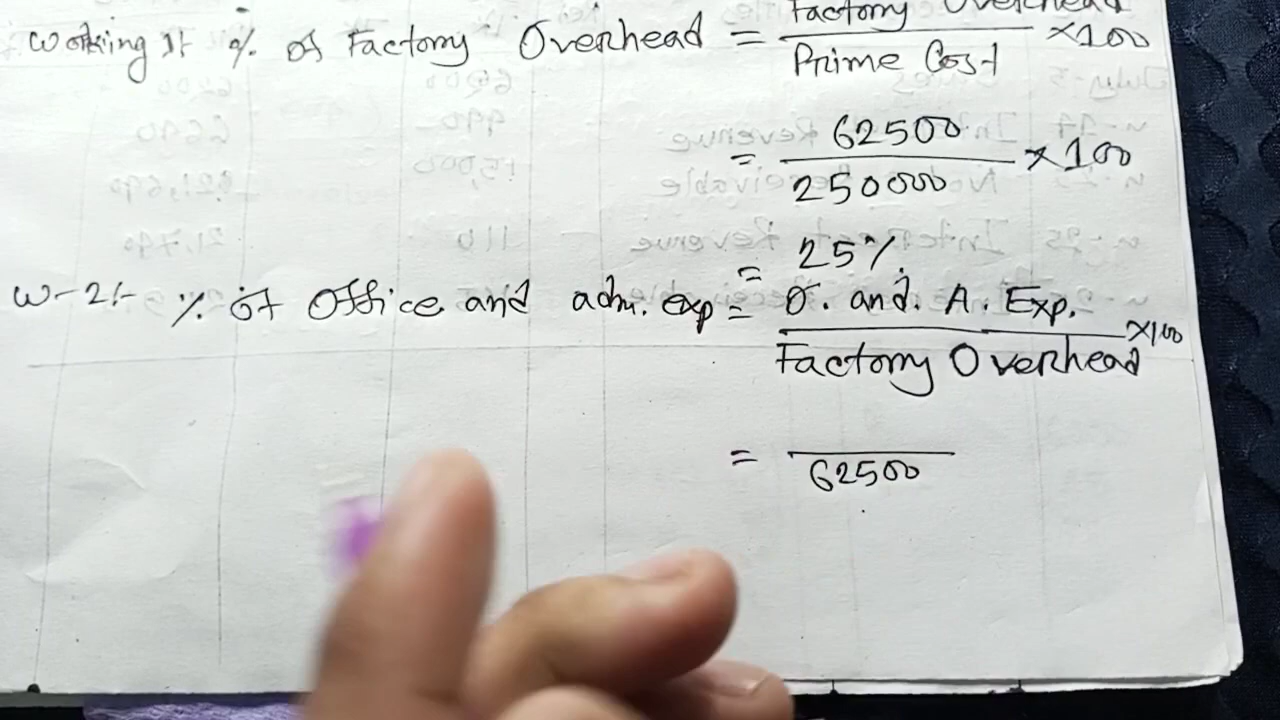 Working 1:- % of Factory Overhead = Factory Overhead / Prime Cost ×100
= 62500 / 250000 ×100
= 25%
W-2:- % of Office and adm. exp = O. and. A. Exp. / Factory Overhead ×100
= / 62500